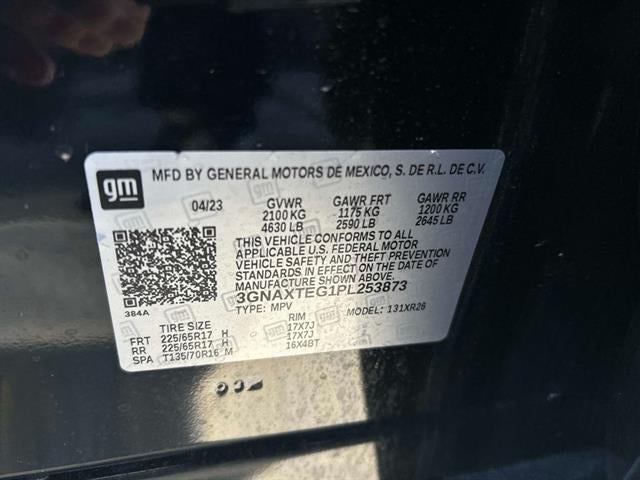 MFD BY GENERAL MOTORS DE MEXICO, S. DE R.L. DE C.V.
gm
04/23 GVWR GAWR FRT GAWR RR
2100 KG 1175 KG 1200 KG
4630 LB 2590 LB 2645 LB
THIS VEHICLE CONFORMS TO ALL
APPLICABLE U.S. FEDERAL MOTOR
VEHICLE SAFETY AND THEFT PREVENTION
STANDARDS IN EFFECT ON THE DATE OF
MANUFACTURE SHOWN ABOVE.
3GNAXTEG1PL253873
384A TYPE: MPV MODEL: 131XR26
TIRE SIZE RIM
FRT 225/65R17 H 17X7J
RR 225/65R17 H 17X7J
SPA T135/70R16 M 16X4BT